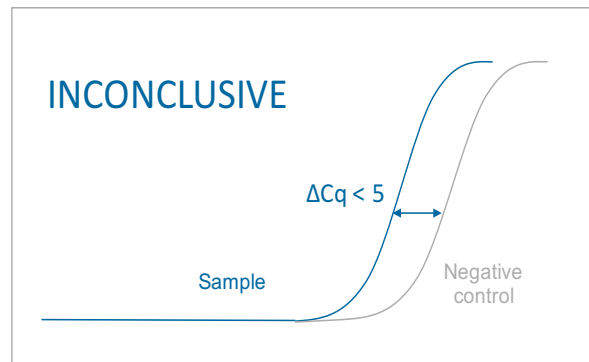 INCONCLUSIVE
ΔCq < 5
Sample
Negative
control